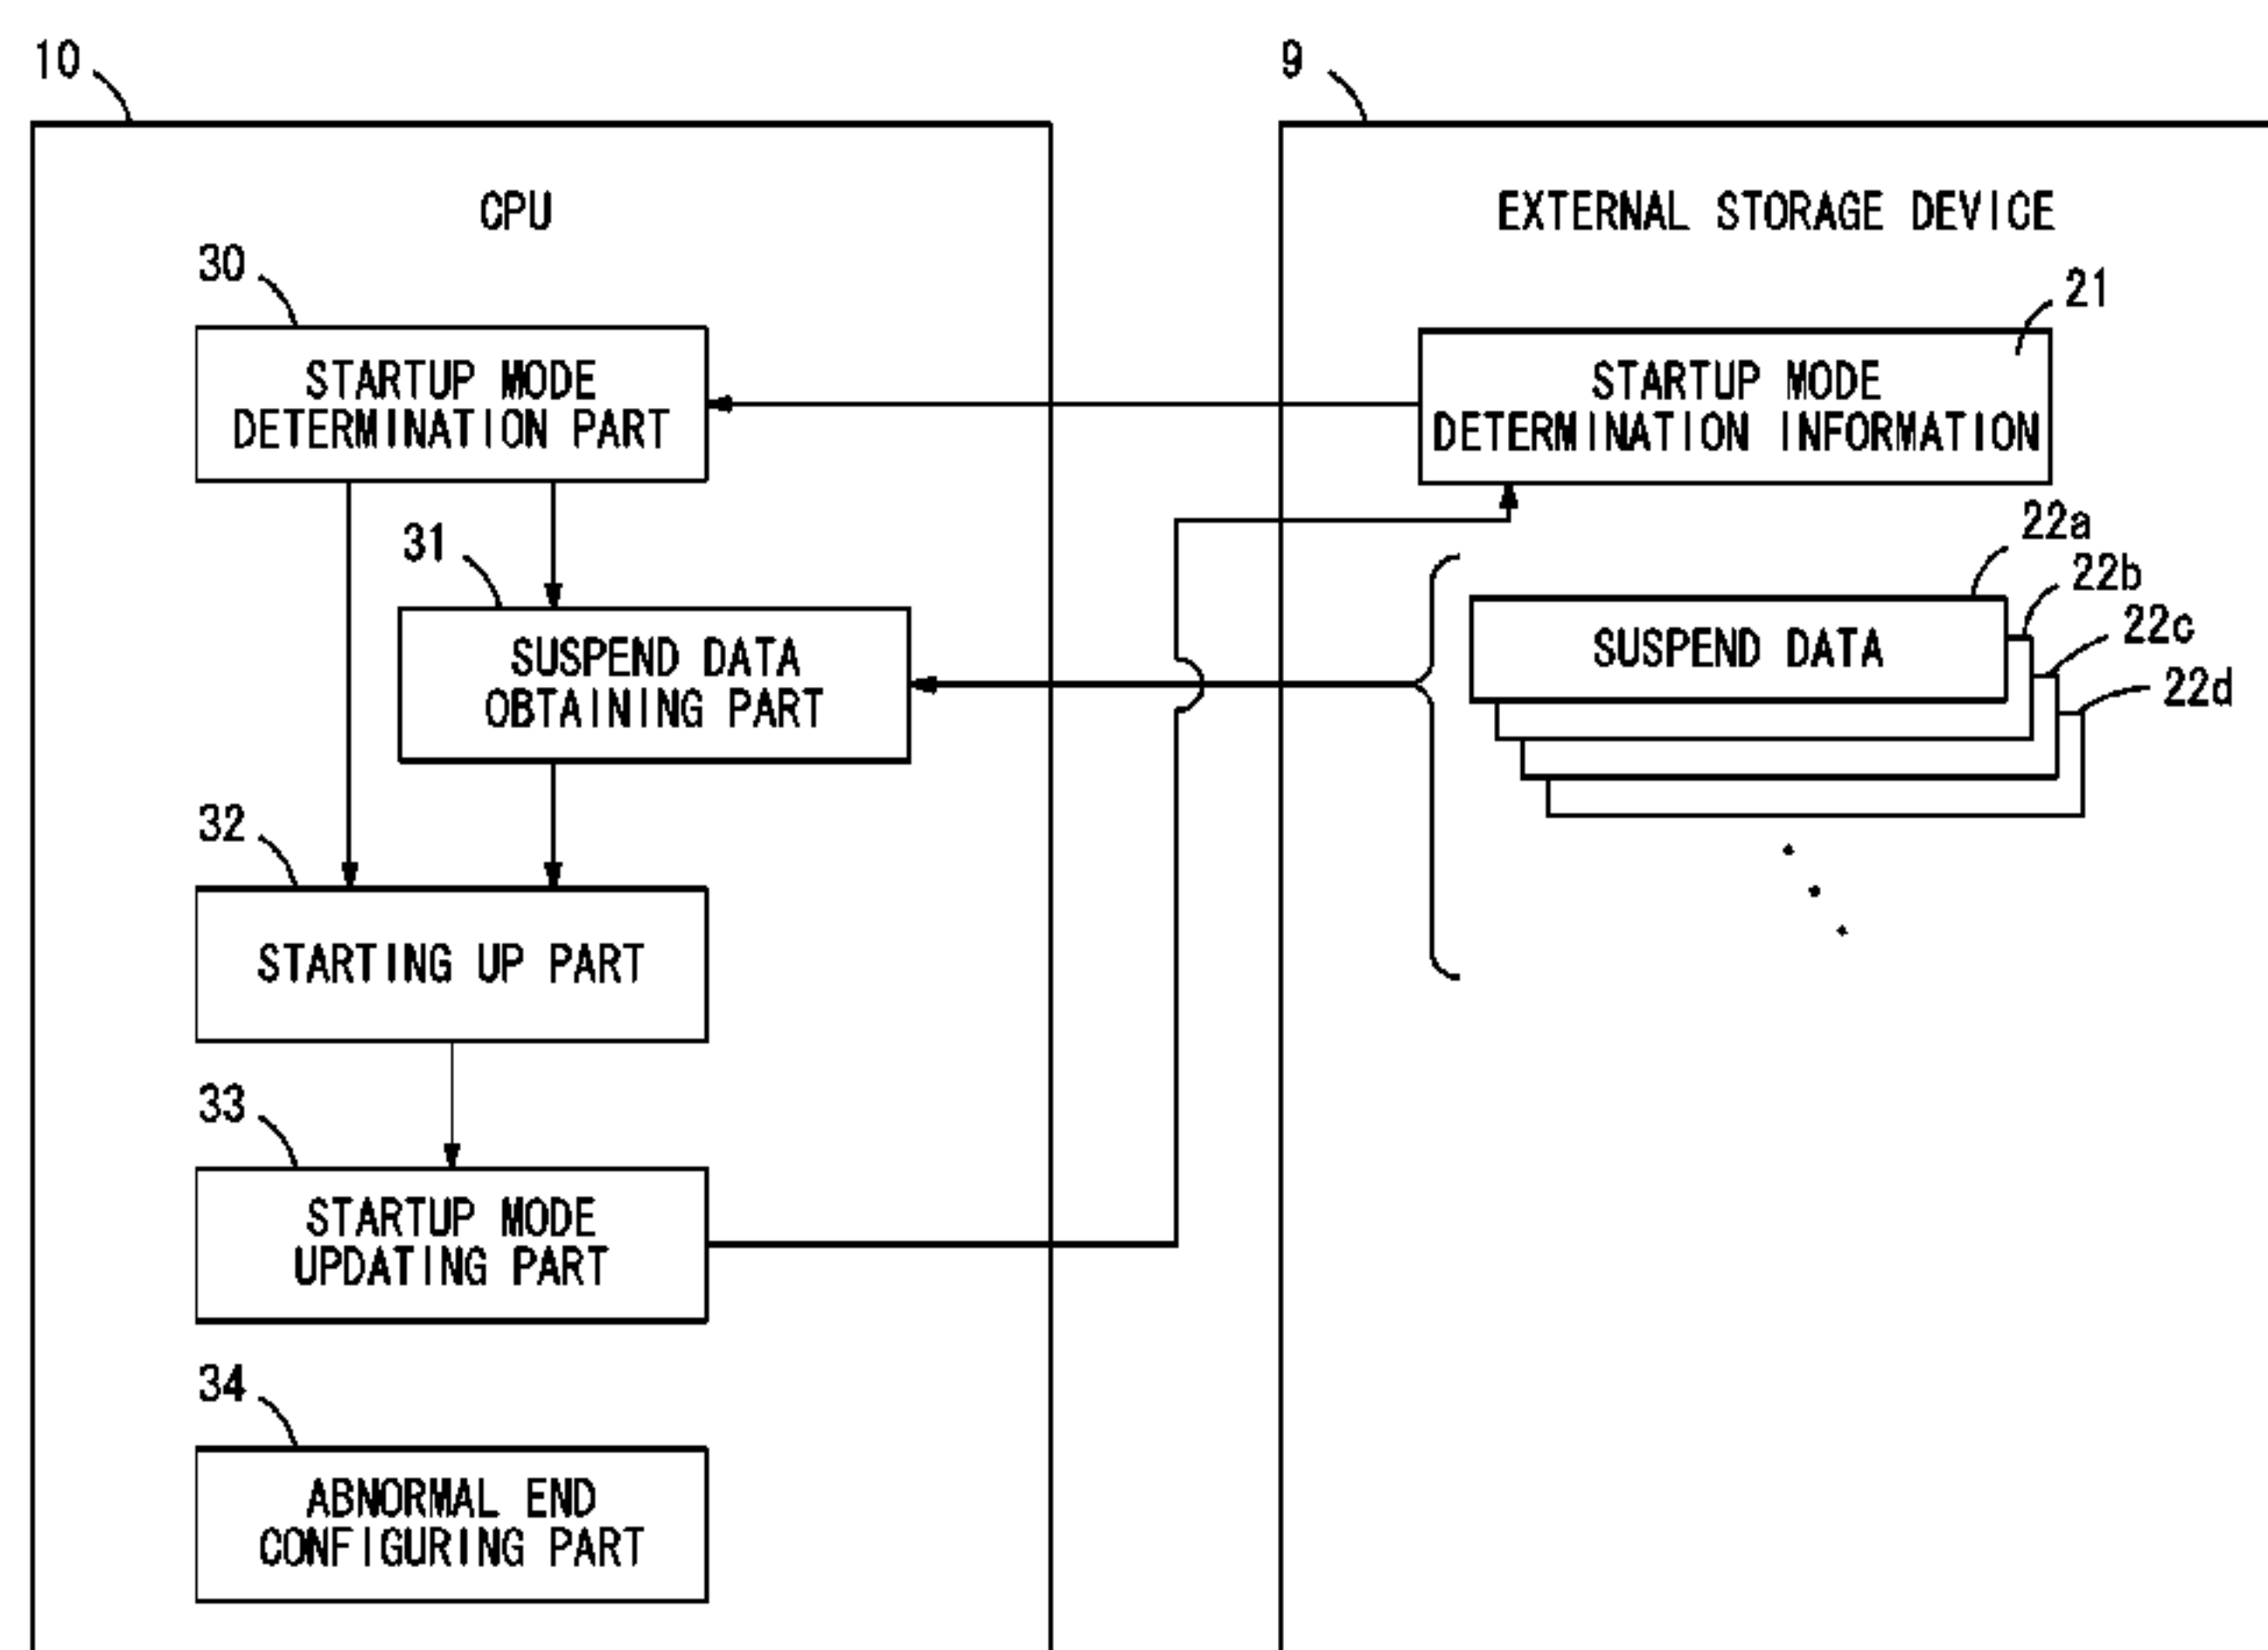 10
9
CPU
EXTERNAL STORAGE DEVICE
30
21
STARTUP MODE
DETERMINATION PART
STARTUP MODE
DETERMINATION INFORMATION
31
22a
22b
22c
22d
SUSPEND DATA
OBTAINING PART
SUSPEND DATA
32
STARTING UP PART
33
STARTUP MODE
UPDATING PART
34
ABNORMAL END
CONFIGURING PART